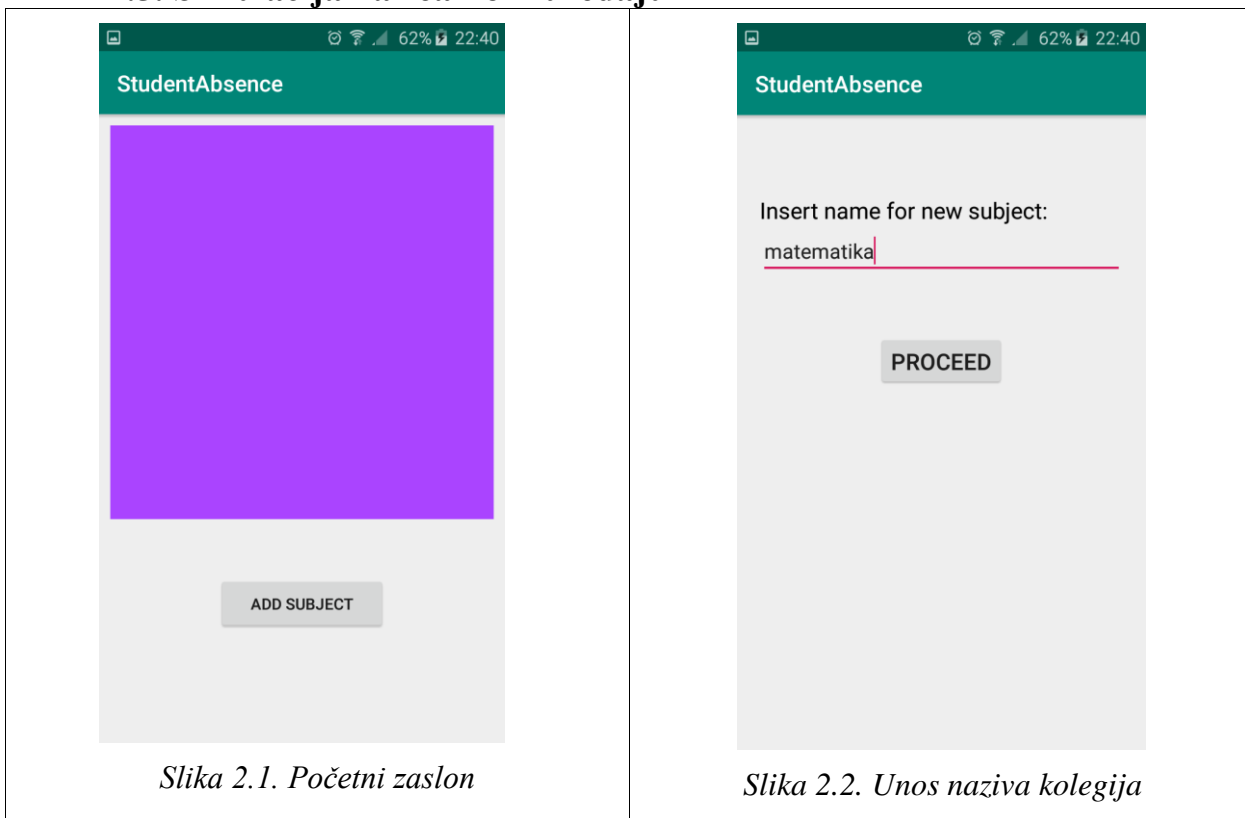 62% 22:40
StudentAbsence
ADD SUBJECT
Slika 2.1. Početni zaslon
62% 22:40
StudentAbsence
Insert name for new subject:
matematika
PROCEED
Slika 2.2. Unos naziva kolegija